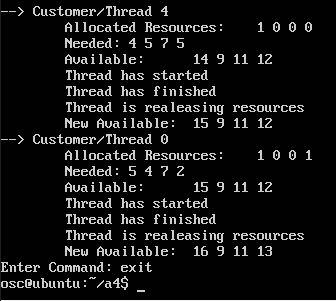 --> Customer/Thread 4
Allocated Resources: 1 0 0 0
Needed: 4 5 7 5
Available: 14 9 11 12
Thread has started
Thread has finished
Thread is realeasing resources
New Available: 15 9 11 12
--> Customer/Thread 0
Allocated Resources: 1 0 0 1
Needed: 5 4 7 2
Available: 15 9 11 12
Thread has started
Thread has finished
Thread is realeasing resources
New Available: 16 9 11 13
Enter Command: exit
osc@ubuntu:~/a4$ _